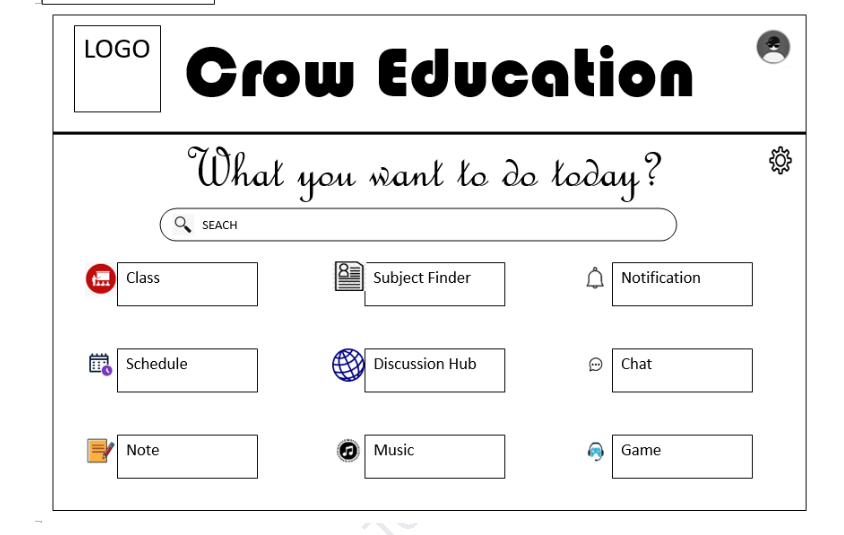 LOGO
Crow Education
What you want to do today?
SEACH
Class
Subject Finder
Notification
Schedule
Discussion Hub
Chat
Note
Music
Game